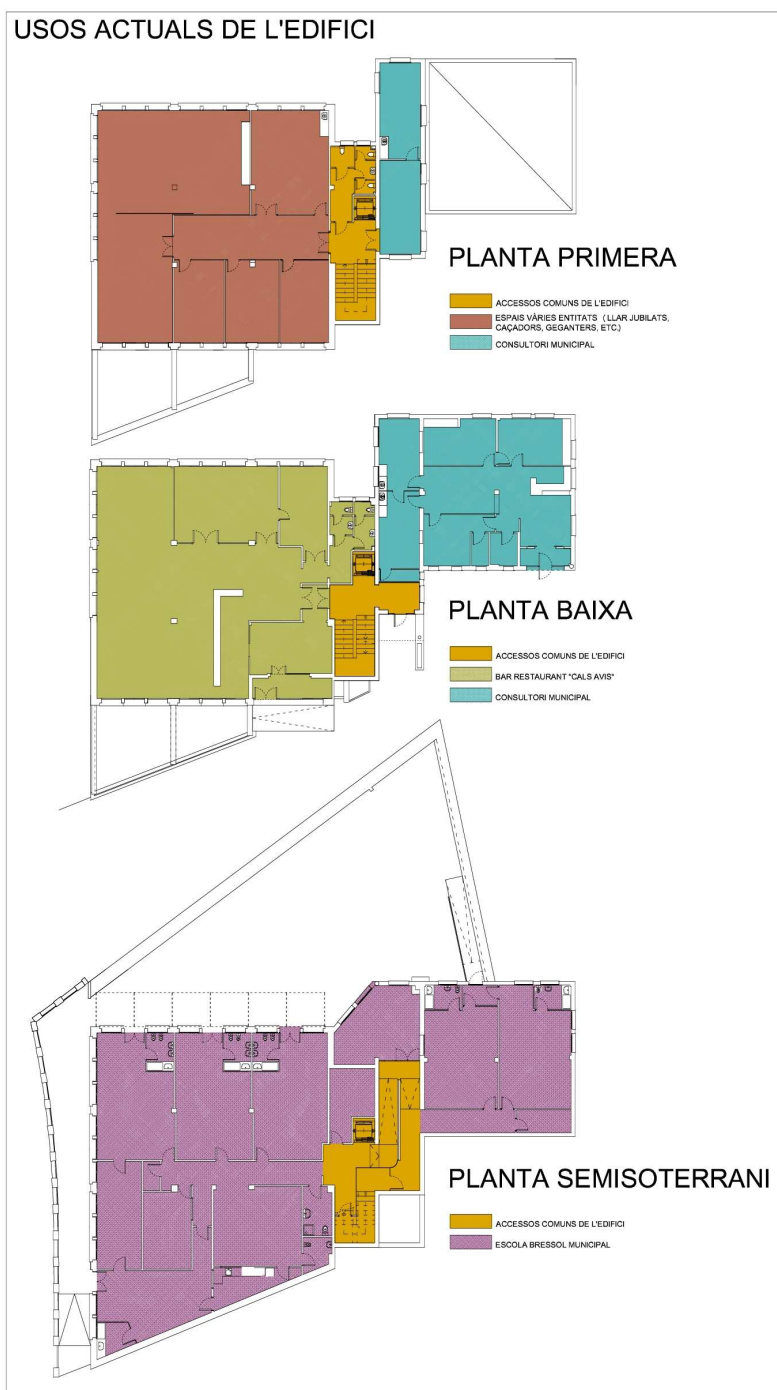 USOS ACTUALS DE L'EDIFICI
PLANTA PRIMERA
ACCESSOS COMUNS DE L'EDIFICI
ESPAIS VÀRIES ENTITATS (LLAR JUBILATS,
CAÇADORS, GEGANTERS, ETC.)
CONSULTORI MUNICIPAL
PLANTA BAIXA
ACCESSOS COMUNS DE L'EDIFICI
BAR RESTAURANT "CALS AVIS"
CONSULTORI MUNICIPAL
PLANTA SEMISOTERRANI
ACCESSOS COMUNS DE L'EDIFICI
ESCOLA BRESSOL MUNICIPAL